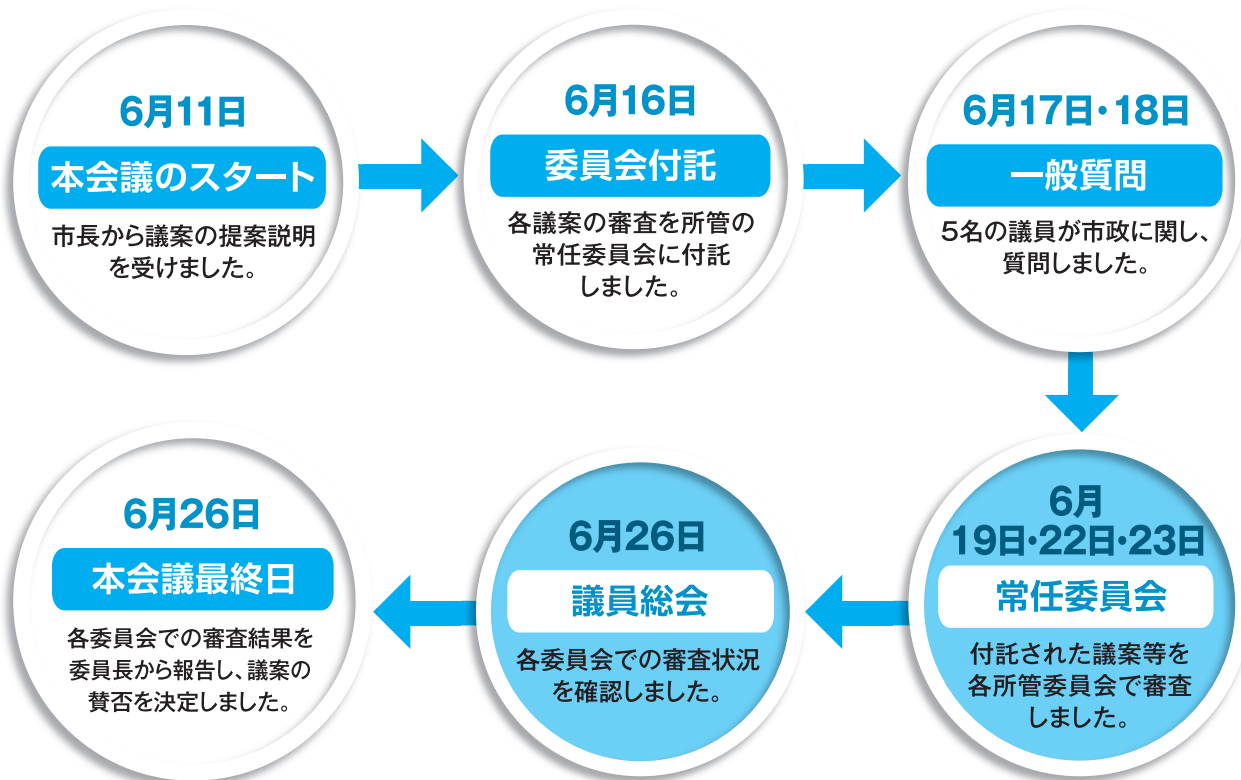 6月11日
本会議のスタート
市長から議案の提案説明
を受けました。
6月16日
委員会付託
各議案の審査を所管の
常任委員会に付託
しました。
6月17日・18日
一般質問
5名の議員が市政に関し、
質問しました。
6月
19日・22日・23日
常任委員会
付託された議案等を
各所管委員会で審査
しました。
6月26日
議員総会
各委員会での審査状況
を確認しました。
6月26日
本会議最終日
各委員会での審査結果を
委員長から報告し、議案の
賛否を決定しました。